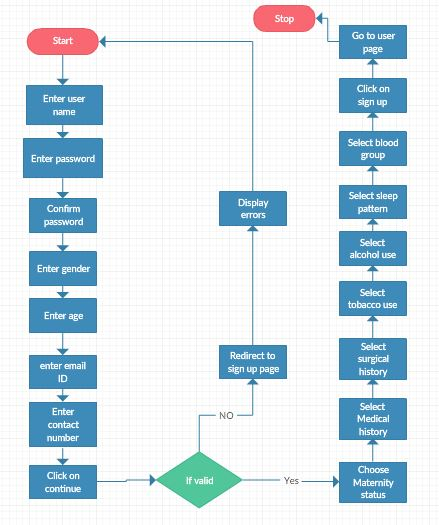 Start
Enter user
name
Enter password
Confirm
password
Enter gender
Enter age
enter email
ID
Enter
contact
number
Click on
continue
If valid
NO
Redirect to
sign up page
Display
errors
Yes
Choose
Maternity
status
Select
Medical
history
Select
surgical
history
Select
tobacco use
Select
alcohol use
Select sleep
pattern
Select blood
group
Click on
sign up
Go to user
page
Stop